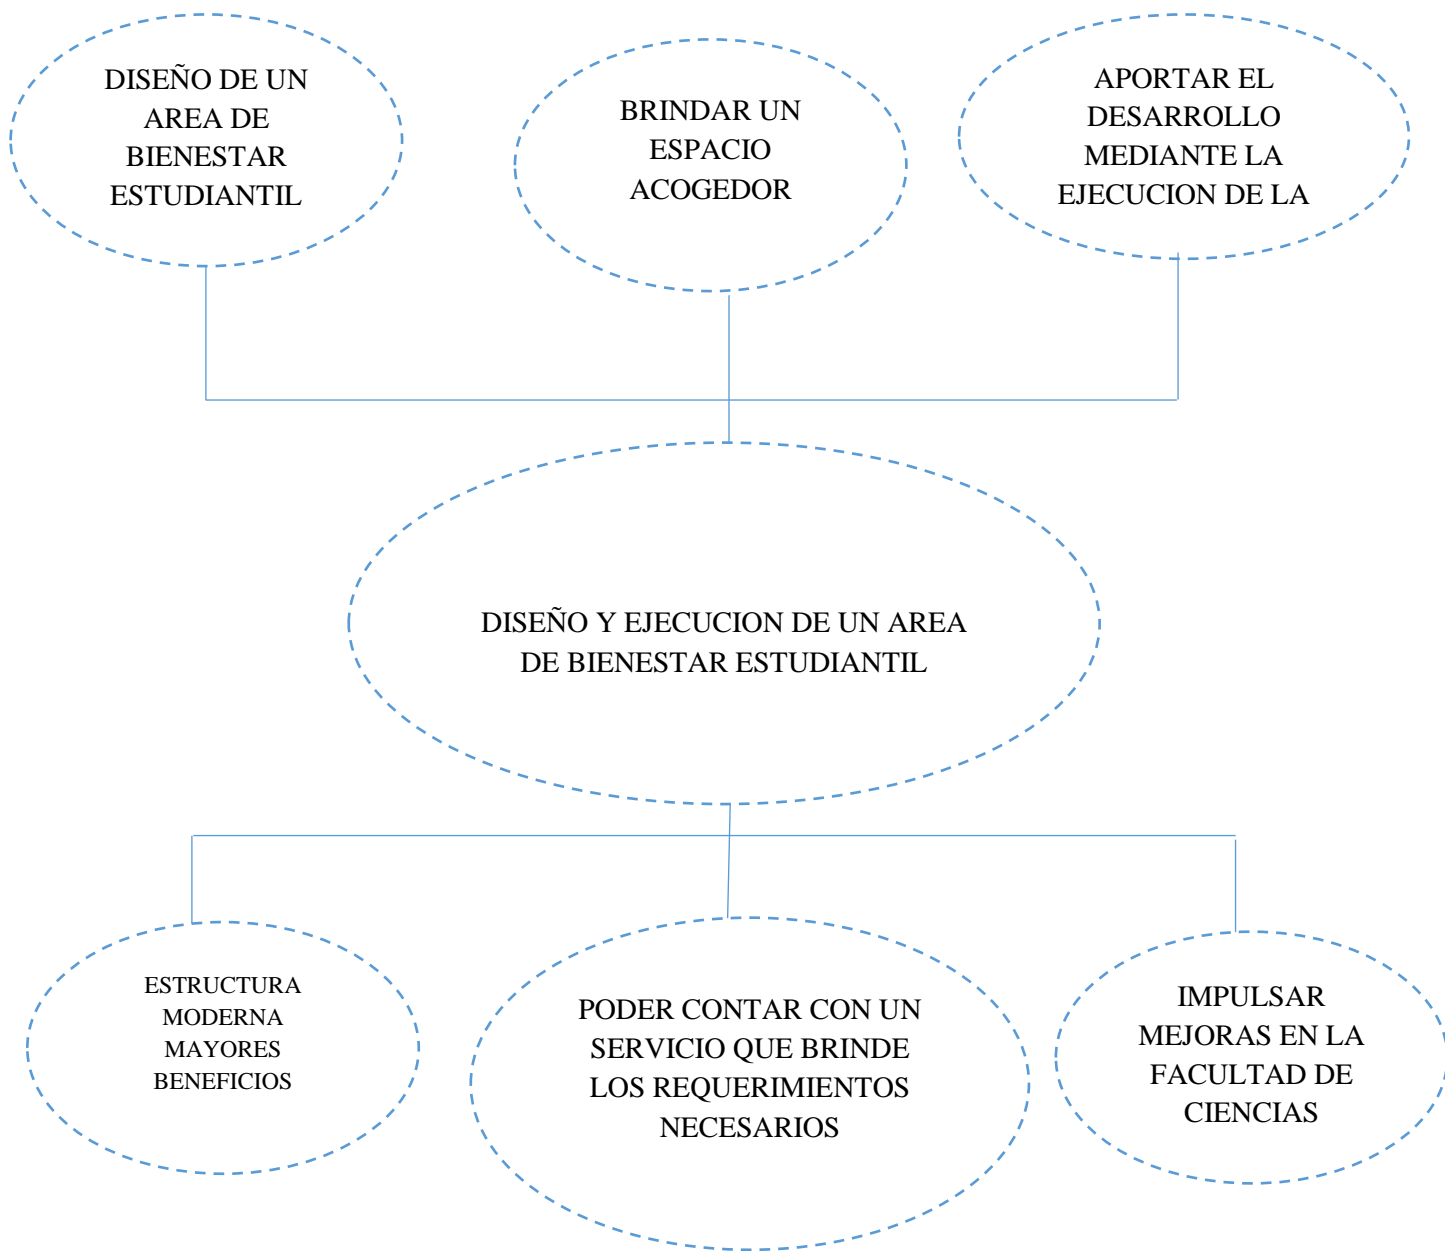 DISEÑO DE UN
AREA DE
BIENESTAR
ESTUDIANTIL
BRINDAR UN
ESPACIO
ACOGEDOR
APORTAR EL
DESARROLLO
MEDIANTE LA
EJECUCION DE LA
DISEÑO Y EJECUCION DE UN AREA
DE BIENESTAR ESTUDIANTIL
ESTRUCTURA
MODERNA
MAYORES
BENEFICIOS
PODER CONTAR CON UN
SERVICIO QUE BRINDE
LOS REQUERIMIENTOS
NECESARIOS
IMPULSAR
MEJORAS EN LA
FACULTAD DE
CIENCIAS